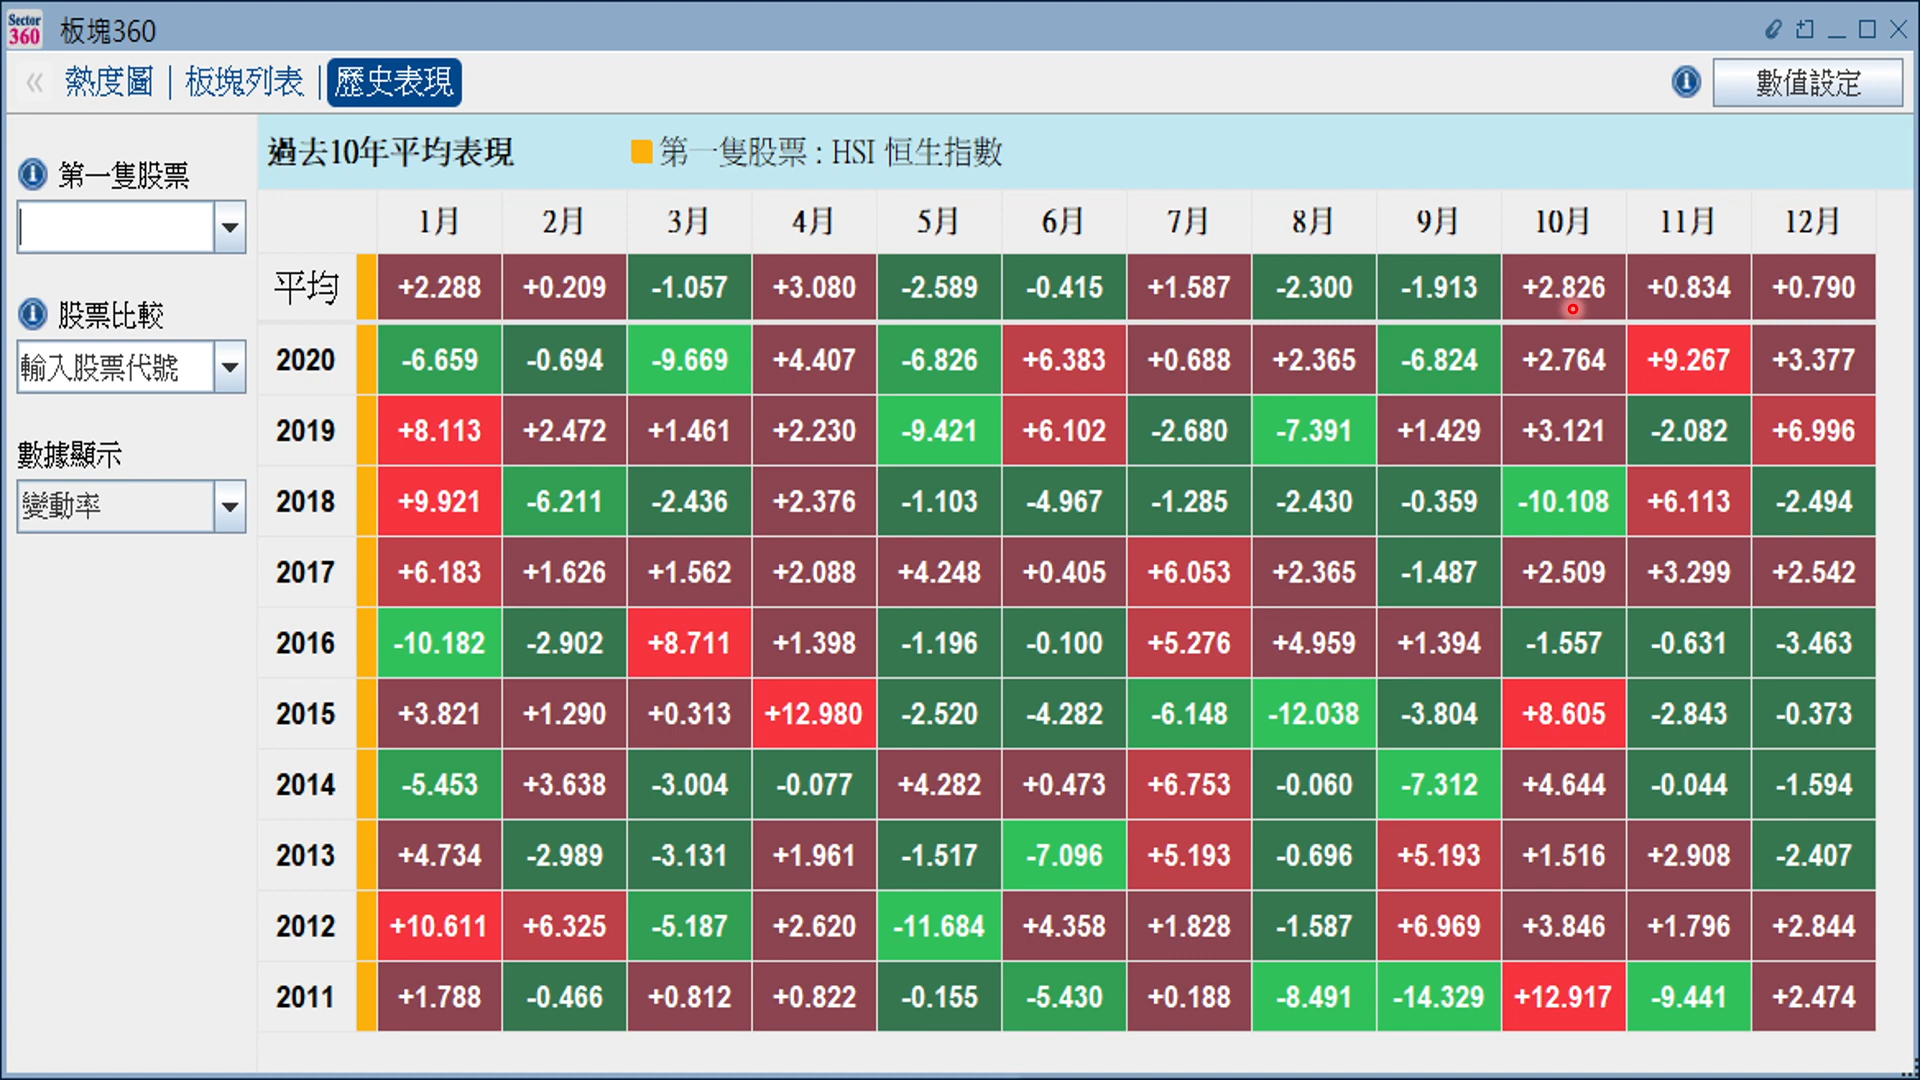 Sector
360 板塊360
« 熱度圖 | 板塊列表 | 歷史表現 數值設定
第一隻股票
股票比較
輸入股票代號
數據顯示
變動率
過去10年平均表現 第一隻股票 : HSI 恒生指數
1月 2月 3月 4月 5月 6月 7月 8月 9月 10月 11月 12月
平均 +2.288 +0.209 -1.057 +3.080 -2.589 -0.415 +1.587 -2.300 -1.913 +2.826 +0.834 +0.790
2020 -6.659 -0.694 -9.669 +4.407 -6.826 +6.383 +0.688 +2.365 -6.824 +2.764 +9.267 +3.377
2019 +8.113 +2.472 +1.461 +2.230 -9.421 +6.102 -2.680 -7.391 +1.429 +3.121 -2.082 +6.996
2018 +9.921 -6.211 -2.436 +2.376 -1.103 -4.967 -1.285 -2.430 -0.359 -10.108 +6.113 -2.494
2017 +6.183 +1.626 +1.562 +2.088 +4.248 +0.405 +6.053 +2.365 -1.487 +2.509 +3.299 +2.542
2016 -10.182 -2.902 +8.711 +1.398 -1.196 -0.100 +5.276 +4.959 +1.394 -1.557 -0.631 -3.463
2015 +3.821 +1.290 +0.313 +12.980 -2.520 -4.282 -6.148 -12.038 -3.804 +8.605 -2.843 -0.373
2014 -5.453 +3.638 -3.004 -0.077 +4.282 +0.473 +6.753 -0.060 -7.312 +4.644 -0.044 -1.594
2013 +4.734 -2.989 -3.131 +1.961 -1.517 -7.096 +5.193 -0.696 +5.193 +1.516 +2.908 -2.407
2012 +10.611 +6.325 -5.187 +2.620 -11.684 +4.358 +1.828 -1.587 +6.969 +3.846 +1.796 +2.844
2011 +1.788 -0.466 +0.812 +0.822 -0.155 -5.430 +0.188 -8.491 -14.329 +12.917 -9.441 +2.474